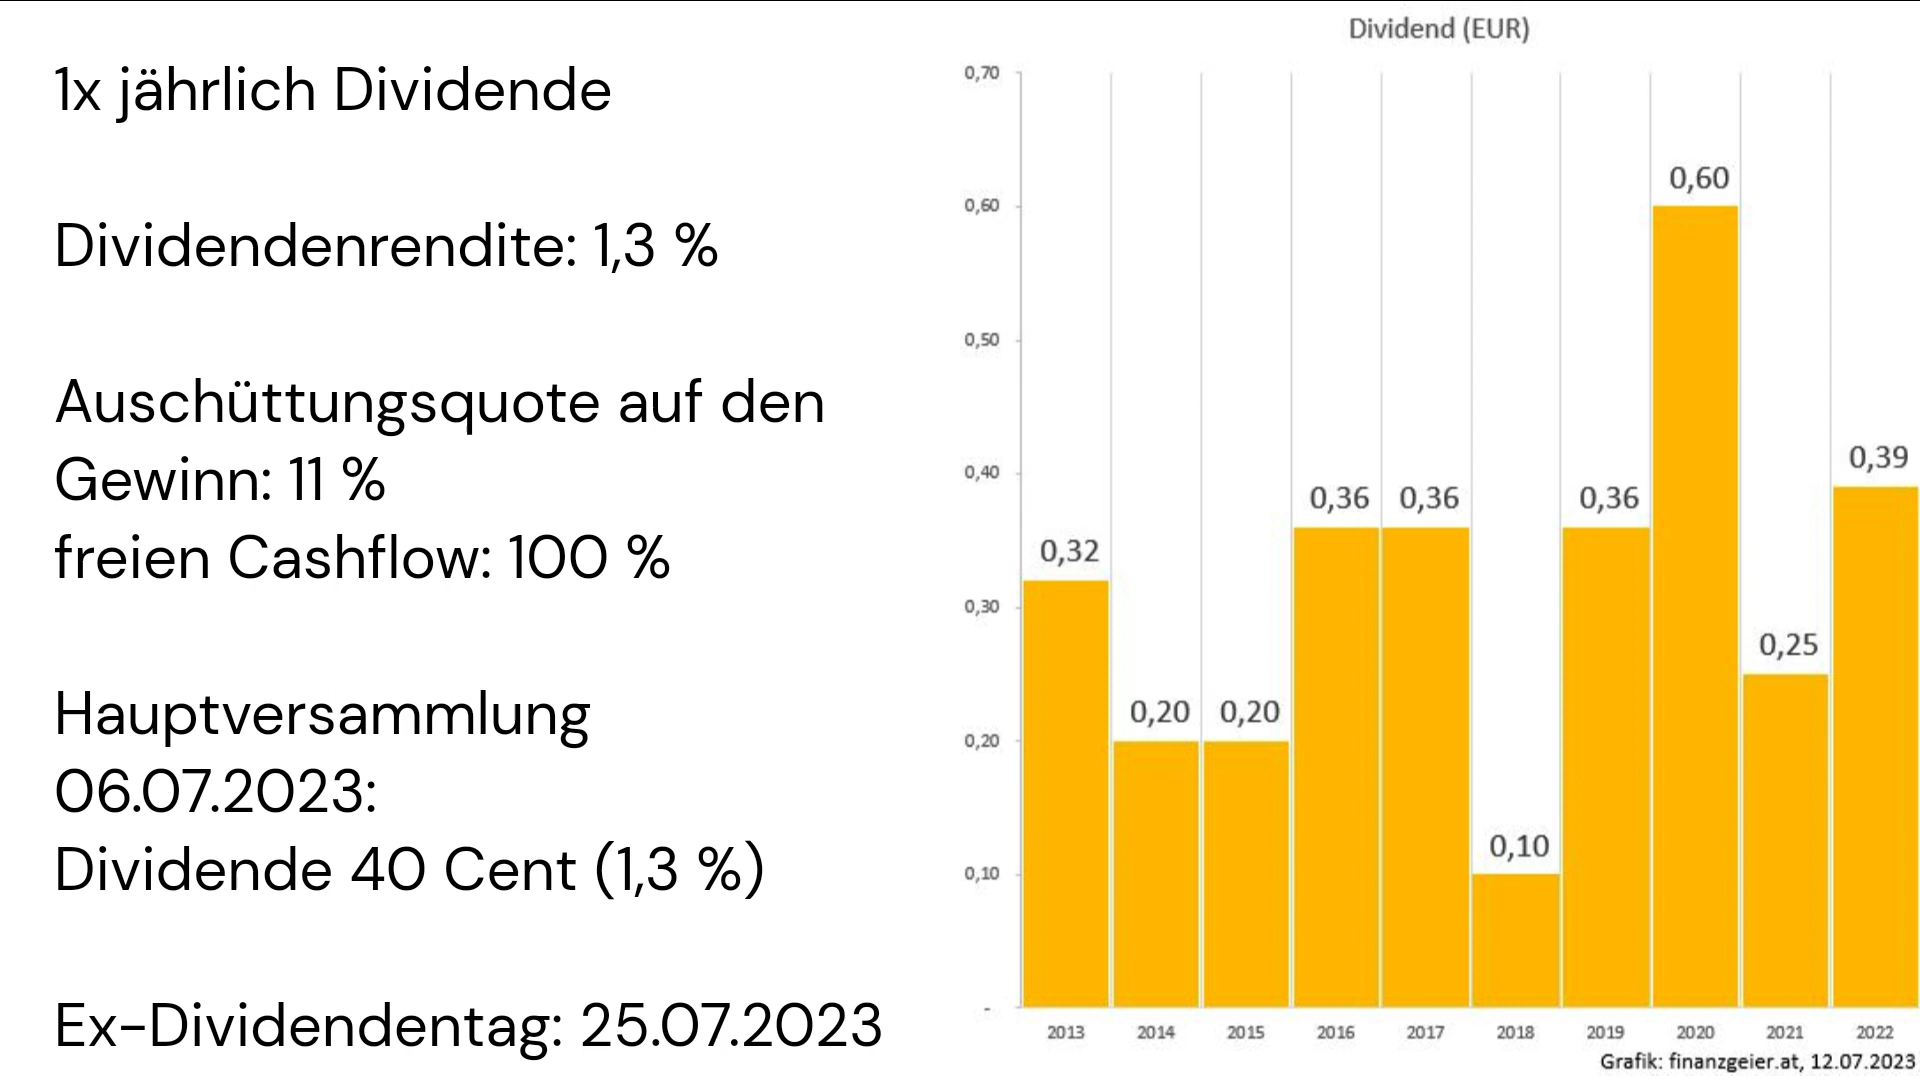 1x jährlich Dividende
Dividendenrendite: 1,3 %
Auschüttungsquote auf den
Gewinn: 11 %
freien Cashflow: 100 %
Hauptversammlung
06.07.2023:
Dividende 40 Cent (1,3 %)
Ex-Dividendentag: 25.07.2023
Dividend (EUR)
0,70
0,60
0,50
0,40
0,30
0,20
0,10
-
0,32
0,20
0,20
0,36
0,36
0,10
0,36
0,60
0,25
0,39
2013 2014 2015 2016 2017 2018 2019 2020 2021 2022
Grafik: finanzgeier.at, 12.07.2023